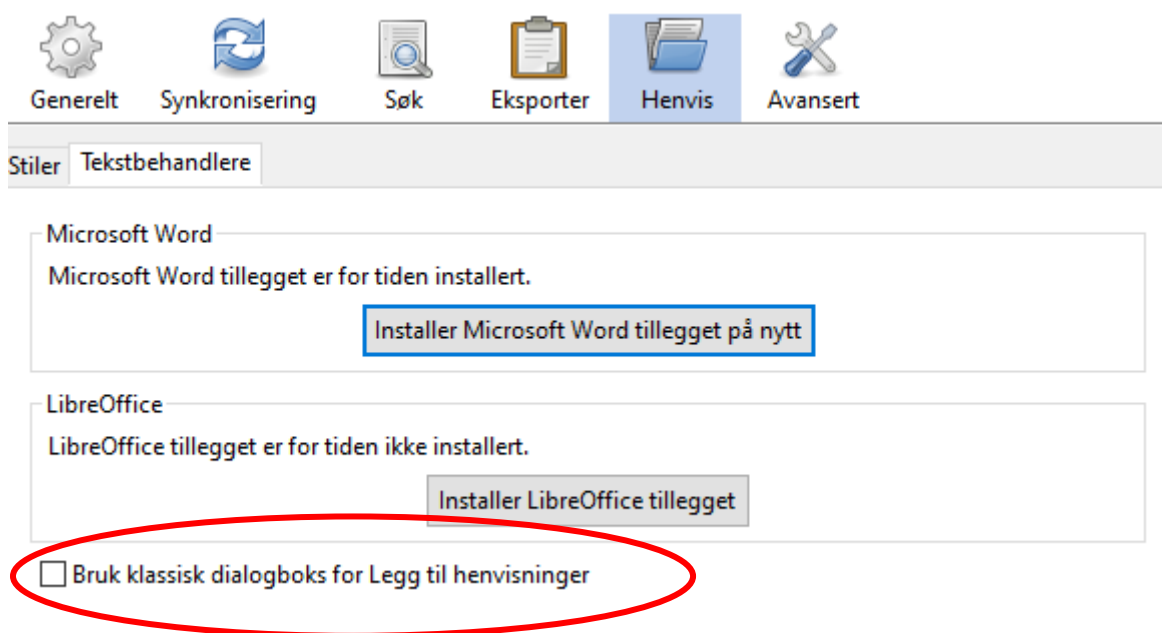 Generelt Synkronisering Søk Eksporter Henvis Avansert
Stiler Tekstbehandlere
Microsoft Word
Microsoft Word tillegget er for tiden installert.
Installer Microsoft Word tillegget på nytt
LibreOffice
LibreOffice tillegget er for tiden ikke installert.
Installer LibreOffice tillegget
Bruk klassisk dialogboks for Legg til henvisninger